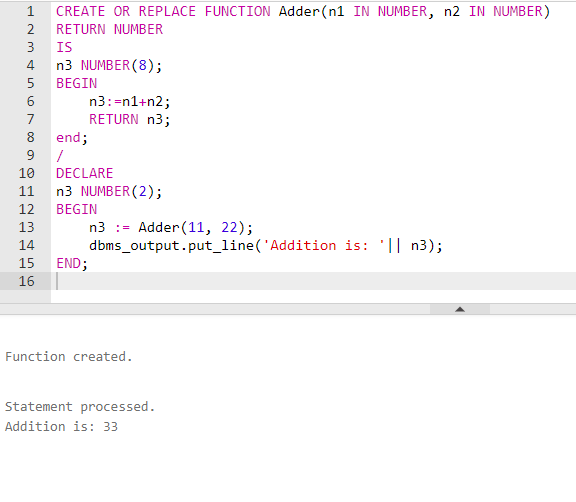 1 CREATE OR REPLACE FUNCTION Adder(n1 IN NUMBER, n2 IN NUMBER)
2 RETURN NUMBER
3 IS
4 n3 NUMBER(8);
5 BEGIN
6     n3:=n1+n2;
7     RETURN n3;
8 end;
9 /
10 DECLARE
11 n3 NUMBER(2);
12 BEGIN
13     n3 := Adder(11, 22);
14     dbms_output.put_line('Addition is: '|| n3);
15 END;
16
Function created.
Statement processed.
Addition is: 33